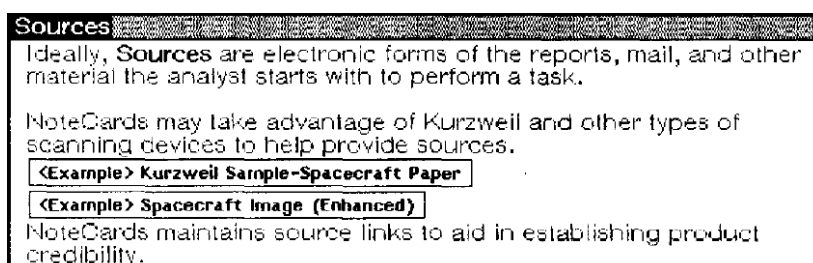 Sources
Ideally, Sources are electronic forms of the reports, mail, and other
material the analyst starts with to perform a task.
NoteCards may take advantage of Kurzweil and other types of
scanning devices to help provide sources.
<Example> Kurzweil Sample-Spacecraft Paper
<Example> Spacecraft Image (Enhanced)
NoteCards maintains source links to aid in establishing product
credibility.